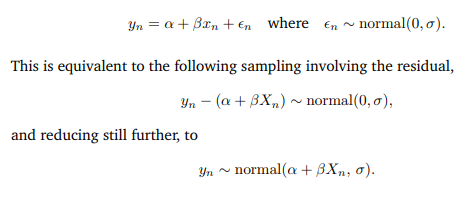 yₙ = α + βxₙ + ϵₙ where ϵₙ ∼ normal(0, σ).
This is equivalent to the following sampling involving the residual,
yₙ − (α + βXₙ) ∼ normal(0, σ),
and reducing still further, to
yₙ ∼ normal(α + βXₙ, σ).